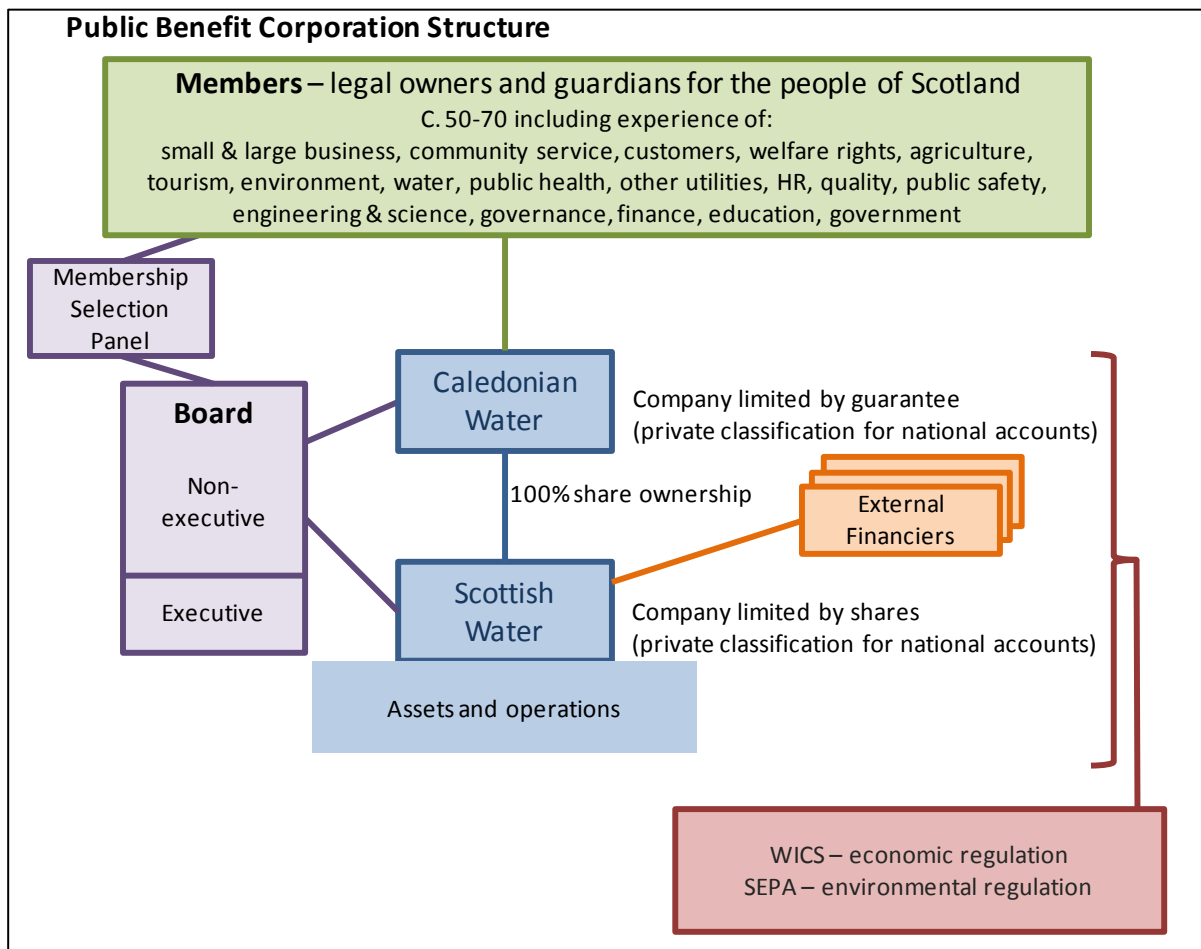 Public Benefit Corporation Structure
Members – legal owners and guardians for the people of Scotland
C. 50-70 including experience of:
small & large business, community service, customers, welfare rights, agriculture,
tourism, environment, water, public health, other utilities, HR, quality, public safety,
engineering & science, governance, finance, education, government
Membership
Selection
Panel
Board
Non-
executive
Executive
Caledonian
Water
Company limited by guarantee
(private classification for national accounts)
100% share ownership
External
Financiers
Scottish
Water
Company limited by shares
(private classification for national accounts)
Assets and operations
WICS – economic regulation
SEPA – environmental regulation